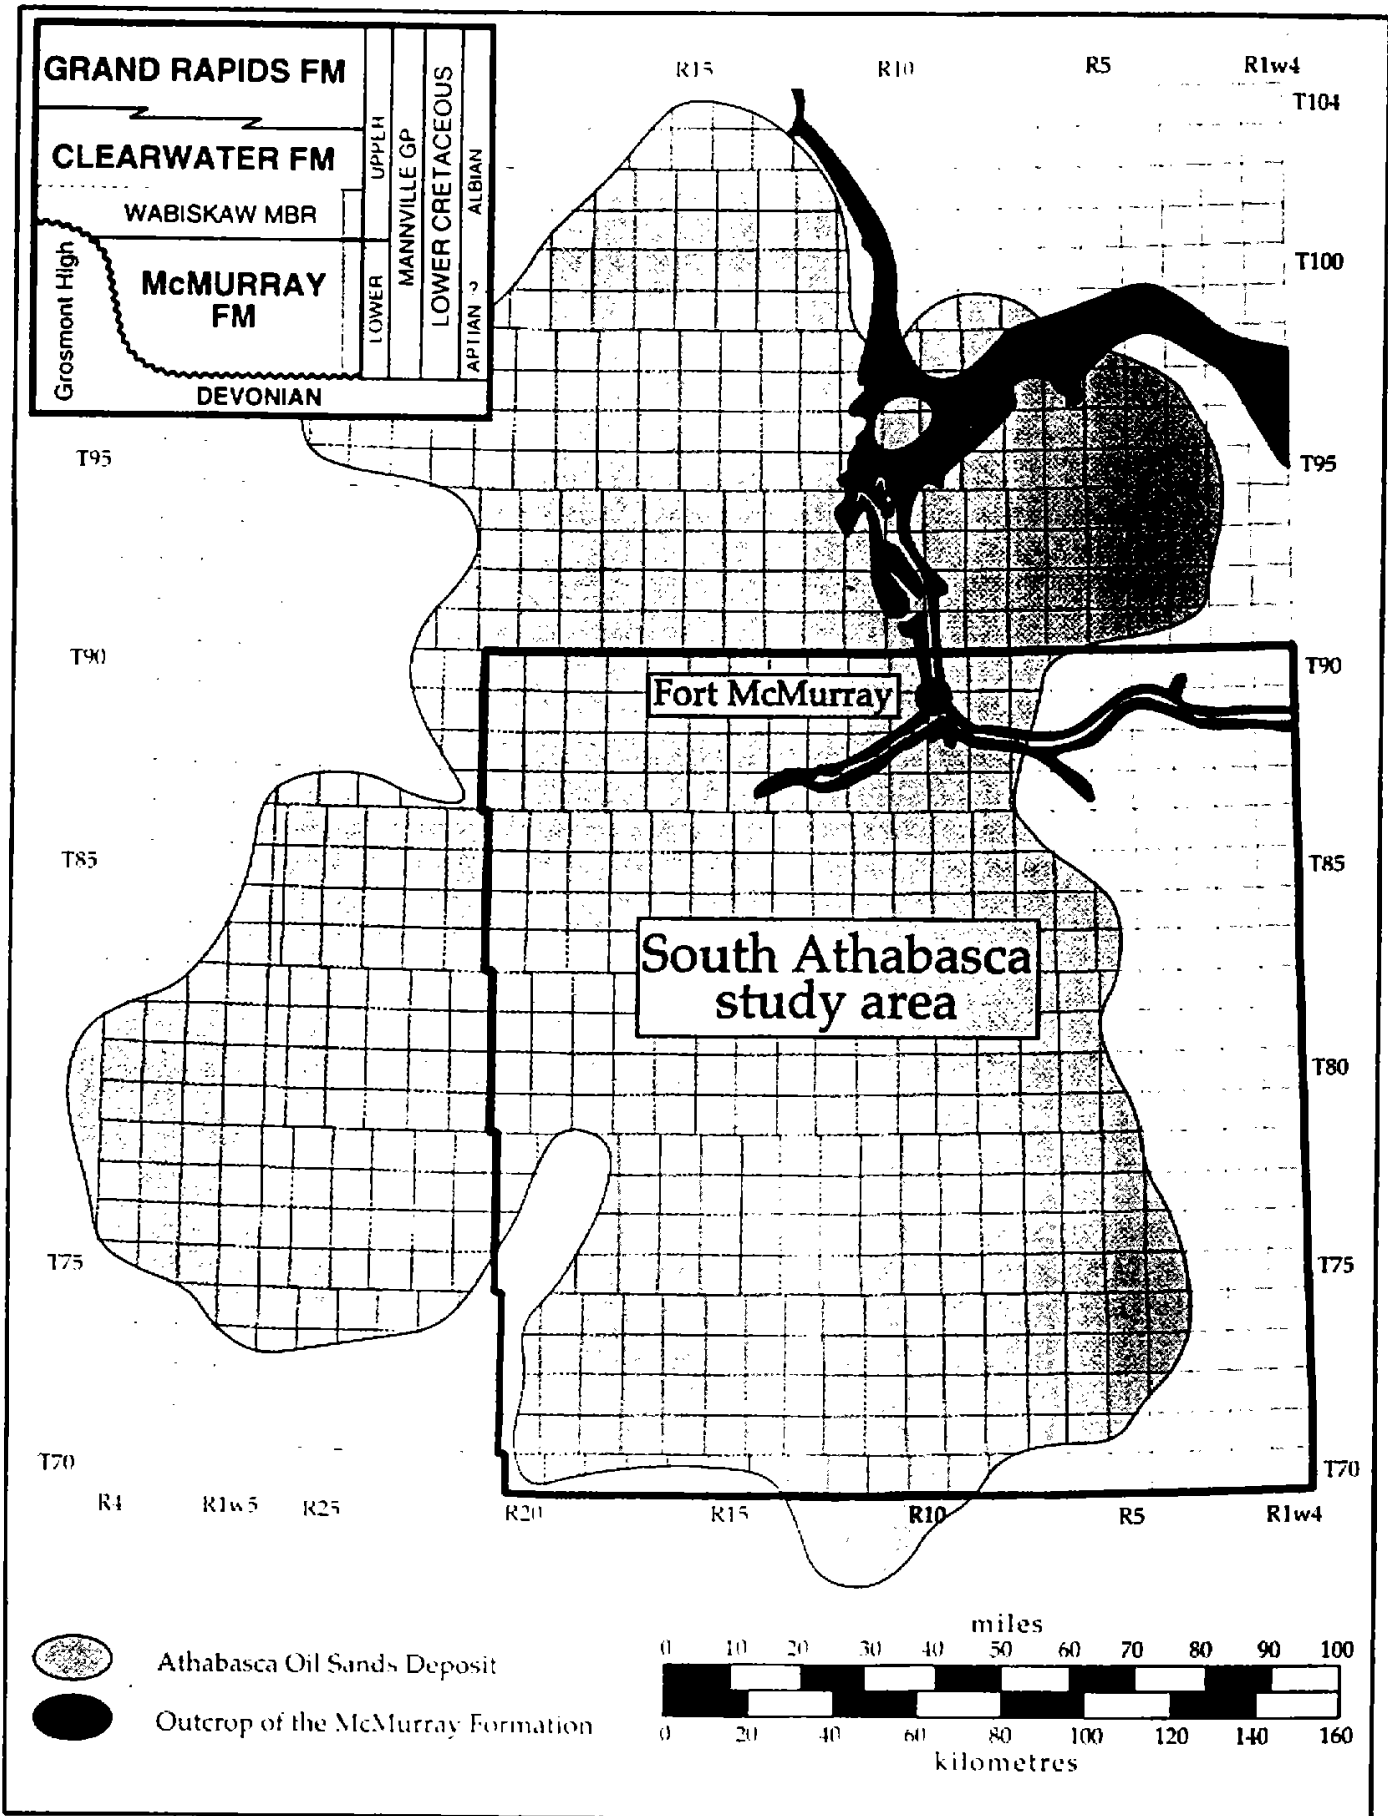 GRAND RAPIDS FM
CLEARWATER FM
WABISKAW MBR
McMURRAY
FM
Grosmont High
DEVONIAN
UPPER
LOWER
MANNVILLE GP
LOWER CRETACEOUS
ALBIAN
?
APTIAN
R15 R10 R5 R1w4
T104
T100
T95 T95
T90 T90
Fort McMurray
T85 T85
South Athabasca
study area
T80
T75 T75
T70 T70
R4 R1w5 R25 R20 R15 R10 R5 R1w4
miles
0 10 20 30 40 50 60 70 80 90 100
Athabasca Oil Sands Deposit
Outcrop of the McMurray Formation
0 20 40 60 80 100 120 140 160
kilometres